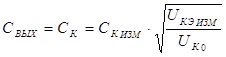 C_ВЫХ = C_К = C_К ИЗМ · √(U_КЭ ИЗМ / U_К0)